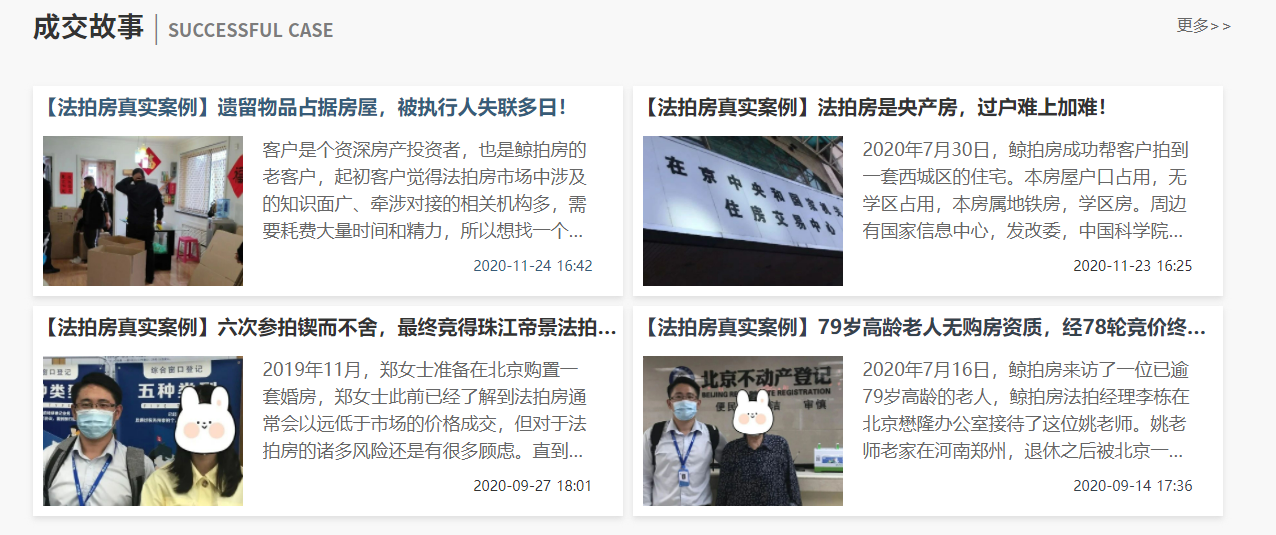 成交故事 | SUCCESSFUL CASE
更多>>
【法拍房真实案例】遗留物品占据房屋，被执行人失联多日！
客户是个资深房产投资者，也是鲸拍房的
老客户，起初客户觉得法拍房市场中涉及
的知识面广、牵涉对接的相关机构多，需
要耗费大量时间和精力，所以想找一个...
2020-11-24 16:42
【法拍房真实案例】法拍房是央产房，过户难上加难！
在京中央和国家机关
住房交易中心
2020年7月30日，鲸拍房成功帮客户拍到
一套西城区的住宅。本房屋户口占用，无
学区占用，本房属地铁房，学区房。周边
有国家信息中心，发改委，中国科学院...
2020-11-23 16:25
【法拍房真实案例】六次参拍锲而不舍，最终竞得珠江帝景法拍...
窗口登记
综合窗口登记
种类型
五种类型
2019年11月，郑女士准备在北京购置一
套婚房，郑女士此前已经了解到法拍房通
常会以远低于市场的价格成交，但对于法
拍房的诸多风险还是有很多顾虑。直到...
2020-09-27 18:01
【法拍房真实案例】79岁高龄老人无购房资质，经78轮竞价终...
北京不动产登记
BEIJING REAL ESTATE REGISTRATION
便民
审慎
2020年7月16日，鲸拍房来访了一位已逾
79岁高龄的老人，鲸拍房法拍经理李栋在
北京懋隆办公室接待了这位姚老师。姚老
师老家在河南郑州，退休之后被北京一...
2020-09-14 17:36